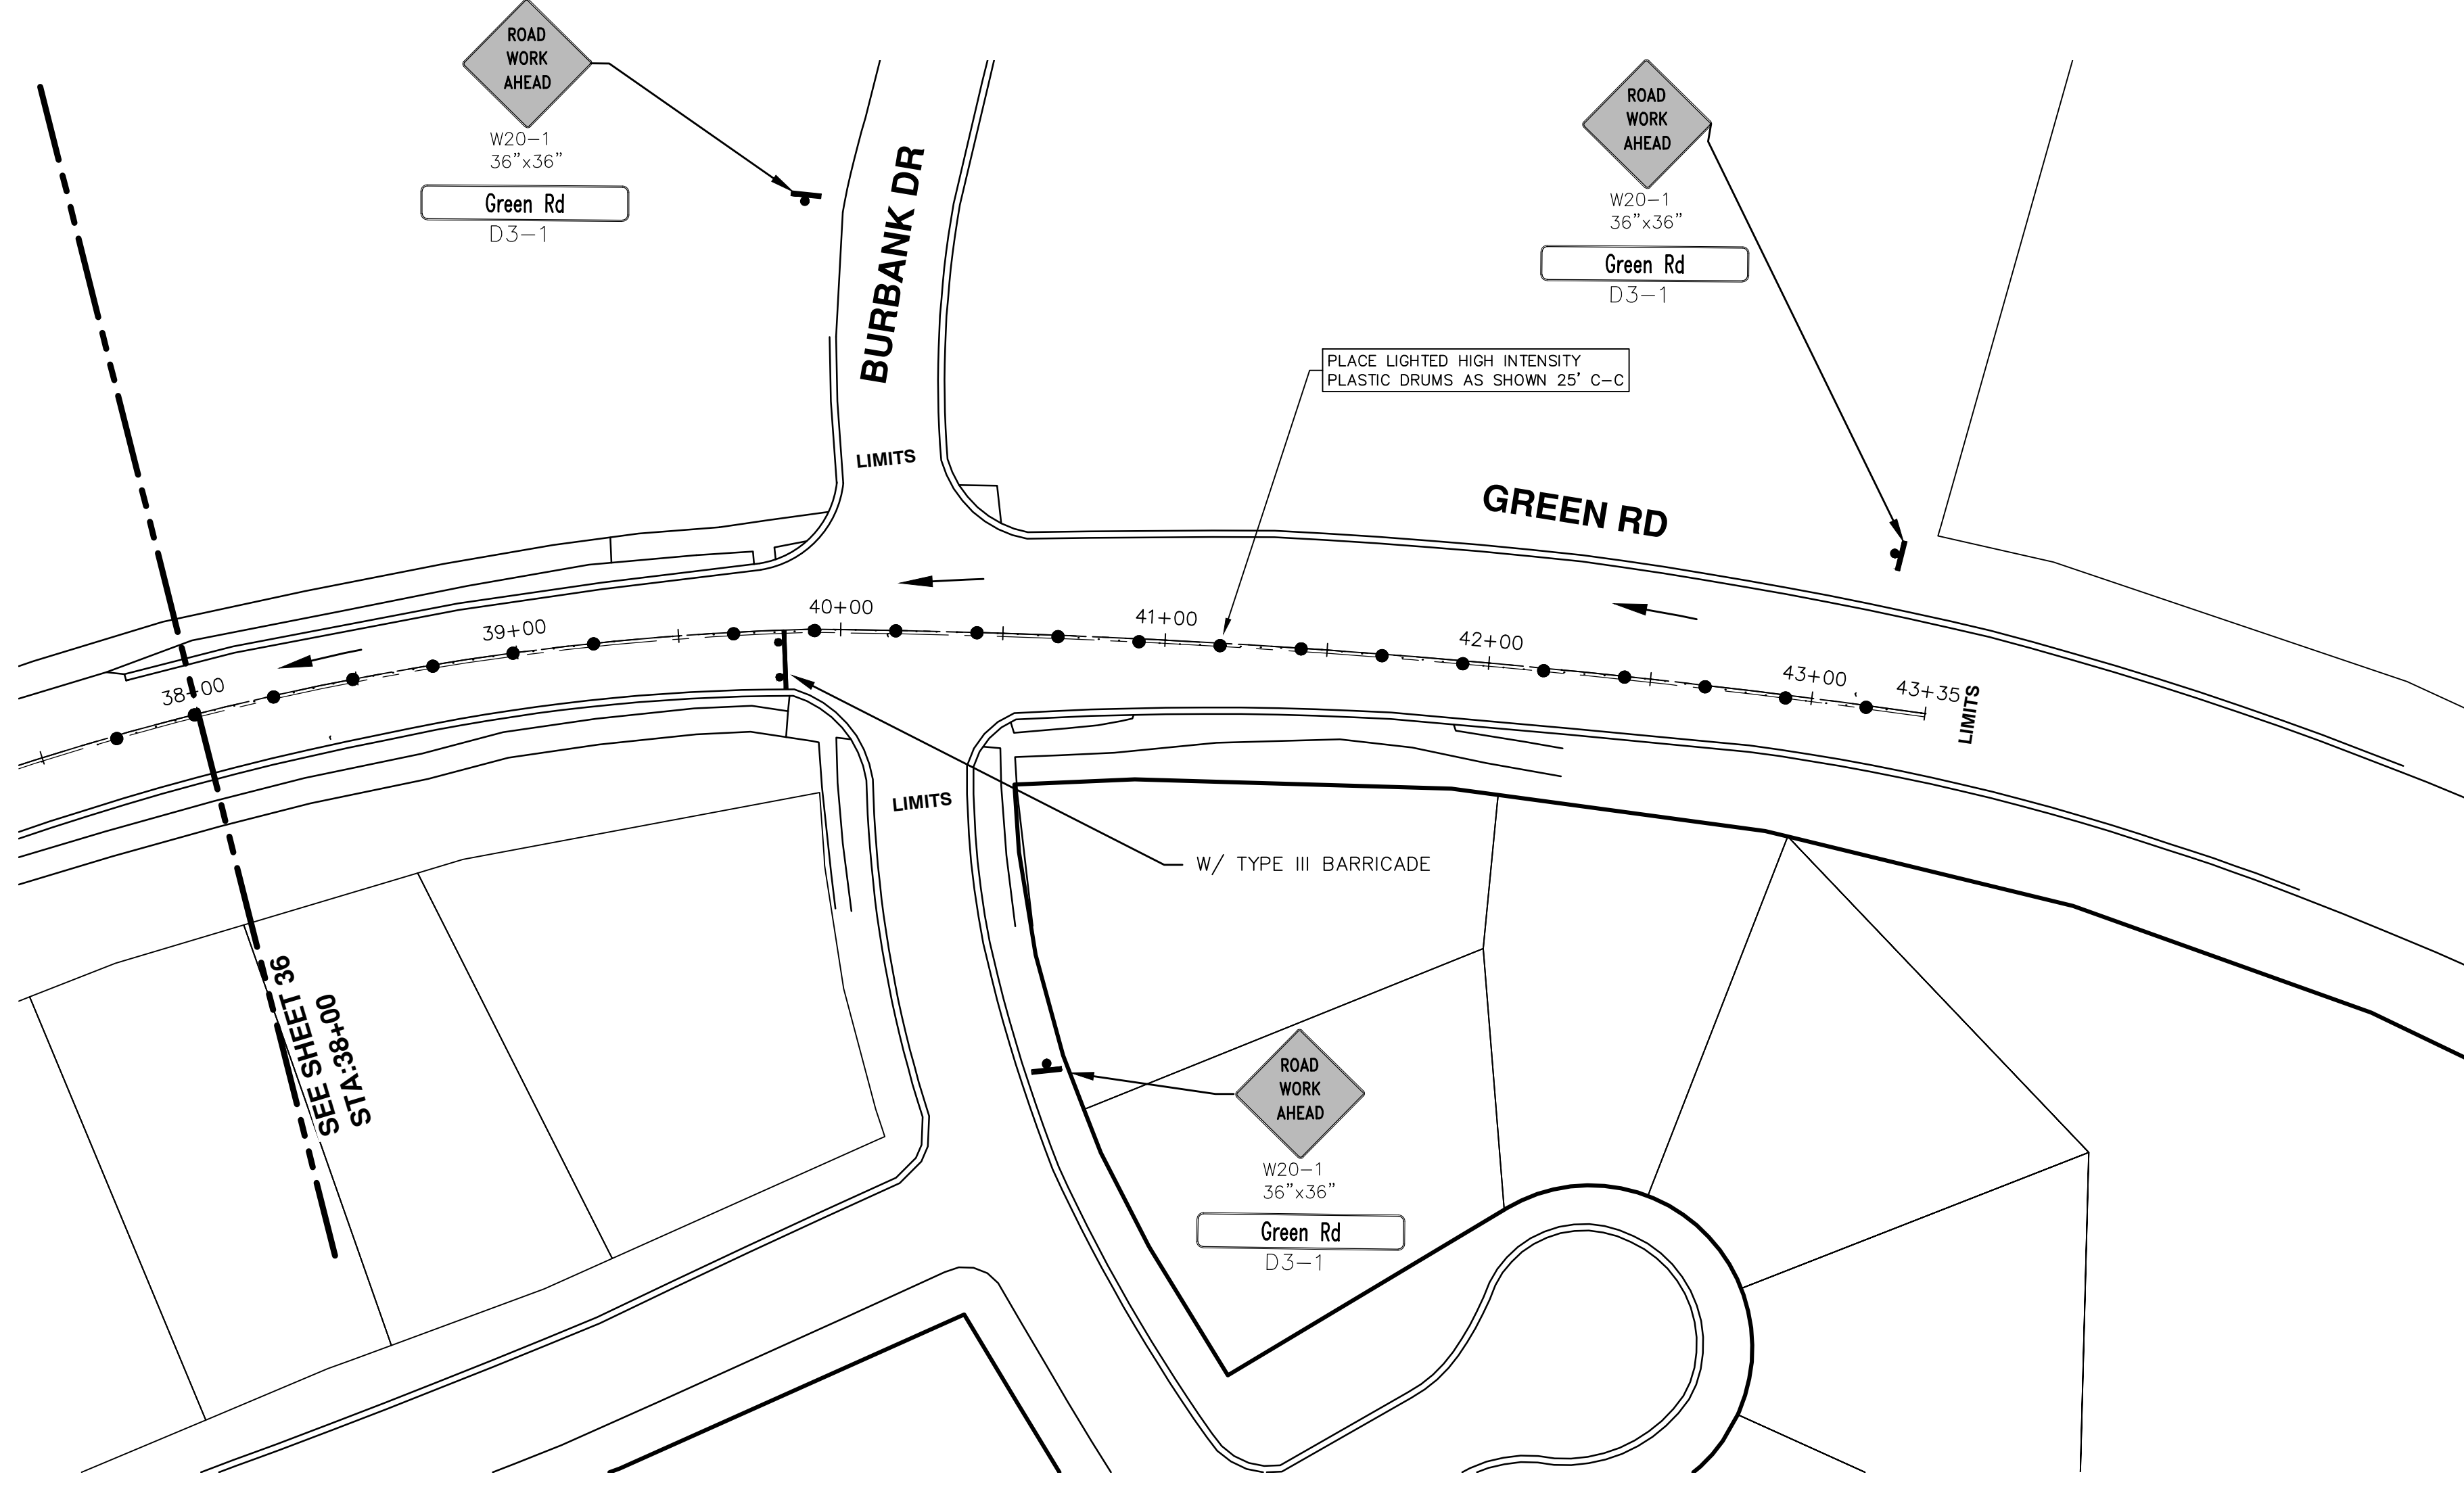 ROAD
WORK
AHEAD
W20-1
36"x36"
Green Rd
D3-1
ROAD
WORK
AHEAD
W20-1
36"x36"
Green Rd
D3-1
BURBANK DR
PLACE LIGHTED HIGH INTENSITY
PLASTIC DRUMS AS SHOWN 25' C-C
LIMITS
GREEN RD
38+00
39+00
40+00
41+00
42+00
43+00
43+35
LIMITS
LIMITS
W/ TYPE III BARRICADE
SEE SHEET 36
STA:38+00
ROAD
WORK
AHEAD
W20-1
36"x36"
Green Rd
D3-1